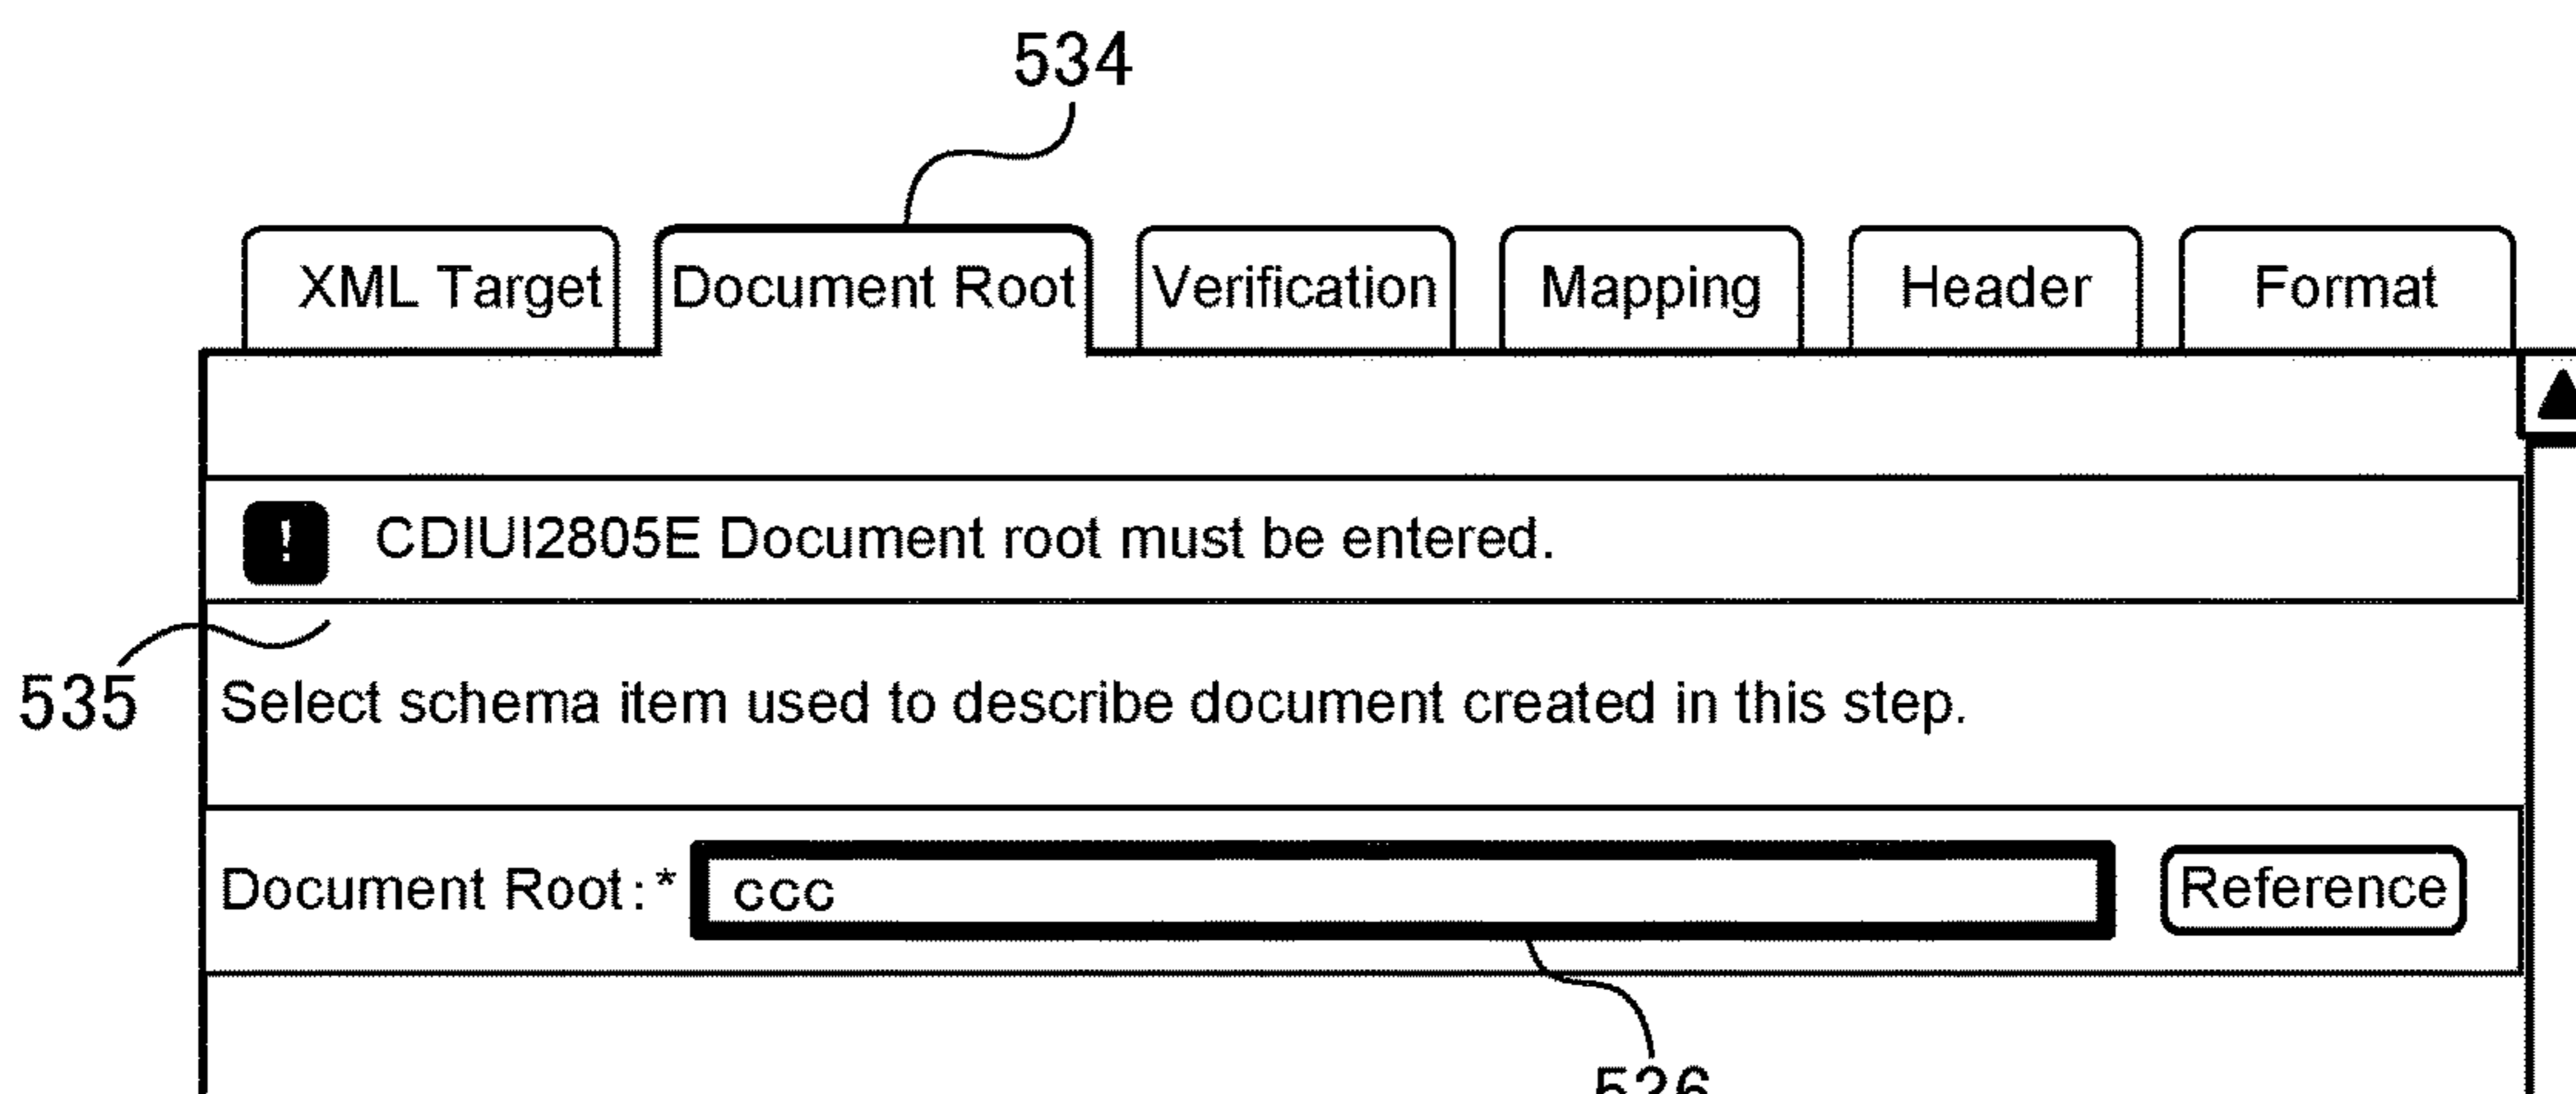 534
XML Target Document Root Verification Mapping Header Format
! CDIUI2805E Document root must be entered.
535
Select schema item used to describe document created in this step.
Document Root:* ccc Reference
536